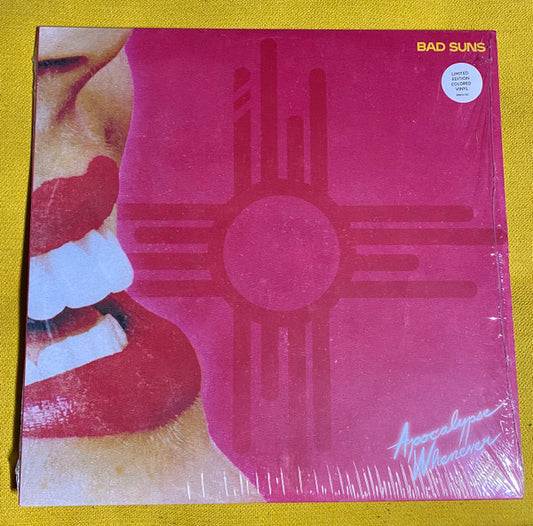 BAD SUNS
LIMITED
EDITION
COLORED
VINYL
Apocalypse
Whenever